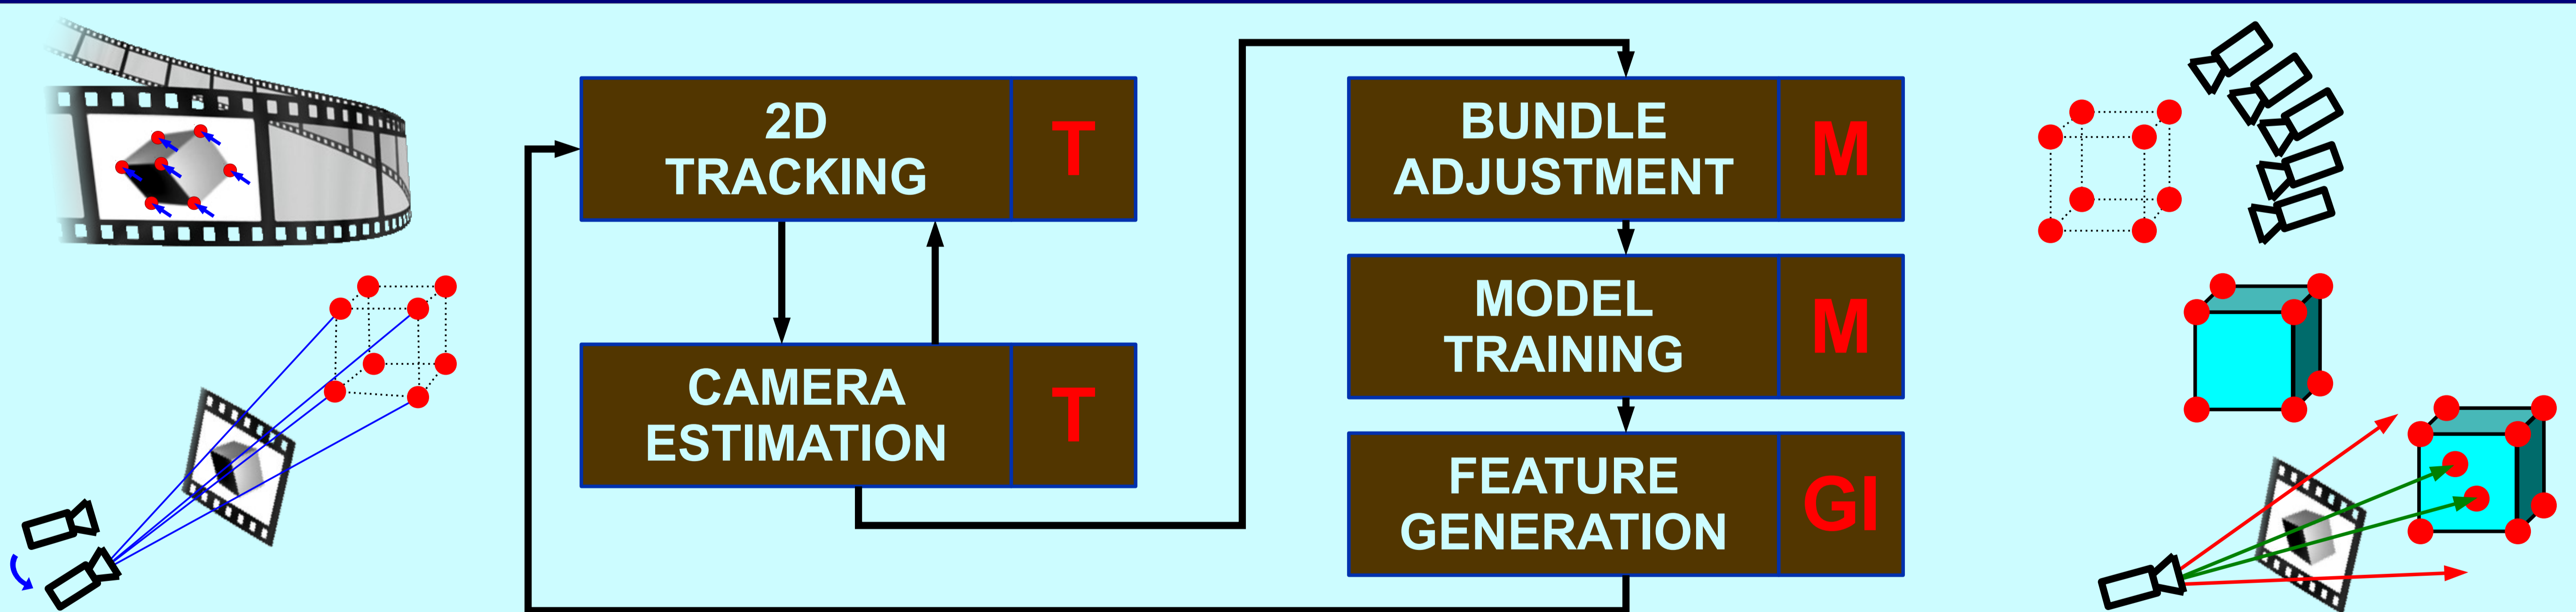 2D
TRACKING
T
CAMERA
ESTIMATION
T
BUNDLE
ADJUSTMENT
M
MODEL
TRAINING
M
FEATURE
GENERATION
GI